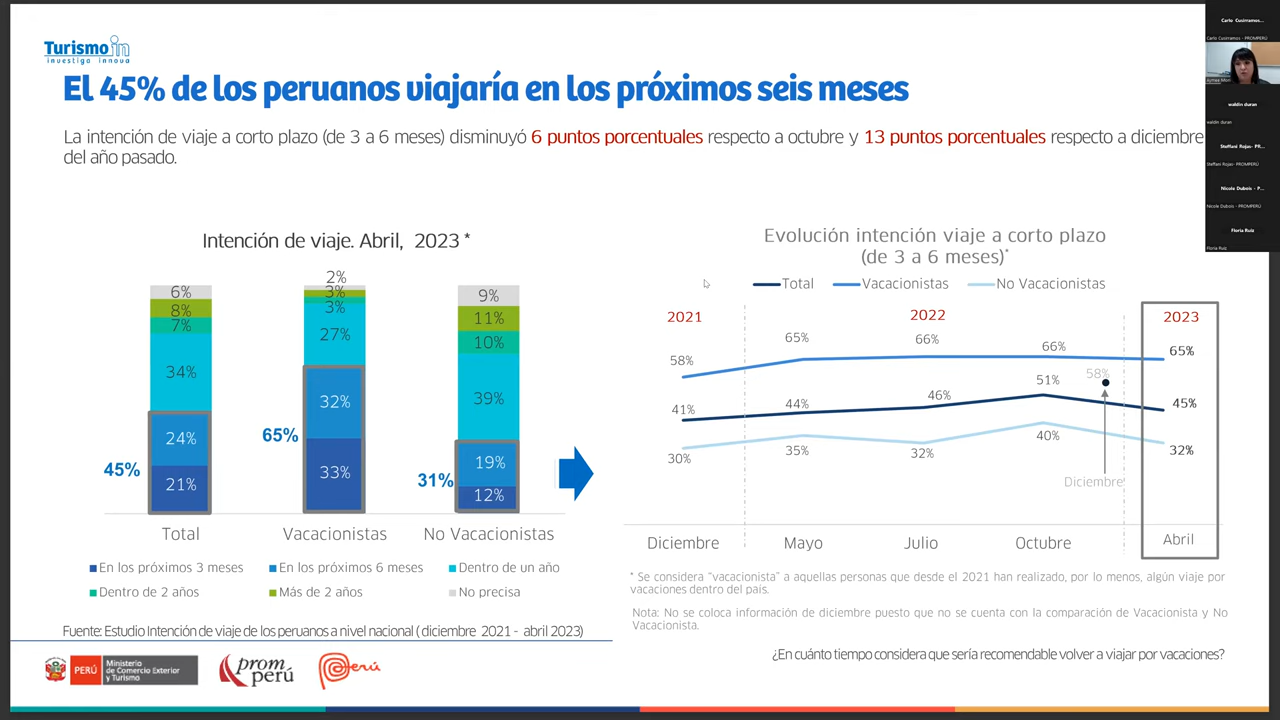 Turismo in
investiga innova
El 45% de los peruanos viajaría en los próximos seis meses
La intención de viaje a corto plazo (de 3 a 6 meses) disminuyó 6 puntos porcentuales respecto a octubre y 13 puntos porcentuales respecto a diciembre
del año pasado.
Intención de viaje. Abril, 2023 *
6%
8%
7%
34%
24%
21%
45%
2%
3%
3%
27%
32%
33%
65%
9%
11%
10%
39%
19%
12%
31%
Total
Vacacionistas
No Vacacionistas
En los próximos 3 meses
En los próximos 6 meses
Dentro de un año
Dentro de 2 años
Más de 2 años
No precisa
Fuente: Estudio Intención de viaje de los peruanos a nivel nacional ( diciembre 2021 - abril 2023)
Evolución intención viaje a corto plazo
(de 3 a 6 meses)*
Total
Vacacionistas
No Vacacionistas
2021
2022
2023
58%
65%
66%
66%
65%
41%
44%
46%
51%
58%
45%
30%
35%
32%
40%
32%
Diciembre
Diciembre
Mayo
Julio
Octubre
Abril
* Se considera "vacacionista" a aquellas personas que desde el 2021 han realizado, por lo menos, algún viaje por
vacaciones dentro del país.
Nota: No se coloca información de diciembre puesto que no se cuenta con la comparación de Vacacionista y No
Vacacionista.
¿En cuánto tiempo considera que sería recomendable volver a viajar por vacaciones?
PERÚ
Ministerio
de Comercio Exterior
y Turismo
prom
perú
Perú
Carlo Cusirramos...
Carlo Cusirramos - PROMPERÚ
waldin duran
waldin duran
Steffani Rojas- PR...
Steffani Rojas- PROMPERÚ
Nicole Dubois - P...
Nicole Dubois - PROMPERÚ
Floria Ruiz
Floria Ruiz